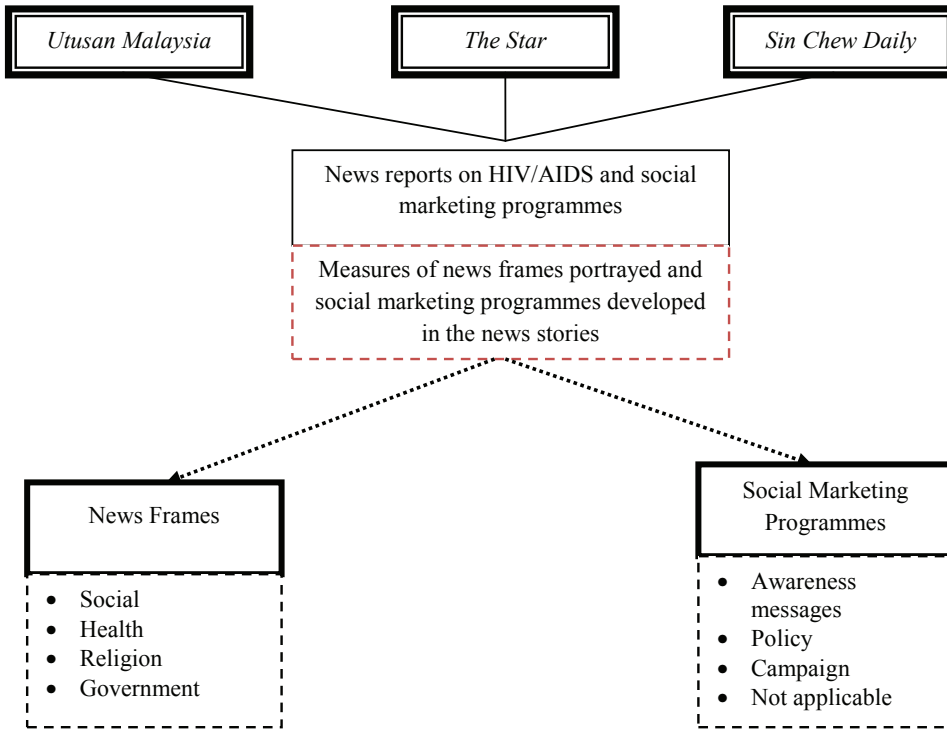 Utusan Malaysia
The Star
Sin Chew Daily
News reports on HIV/AIDS and social
marketing programmes
Measures of news frames portrayed and
social marketing programmes developed
in the news stories
News Frames
• Social
• Health
• Religion
• Government
Social Marketing
Programmes
• Awareness
messages
• Policy
• Campaign
• Not applicable